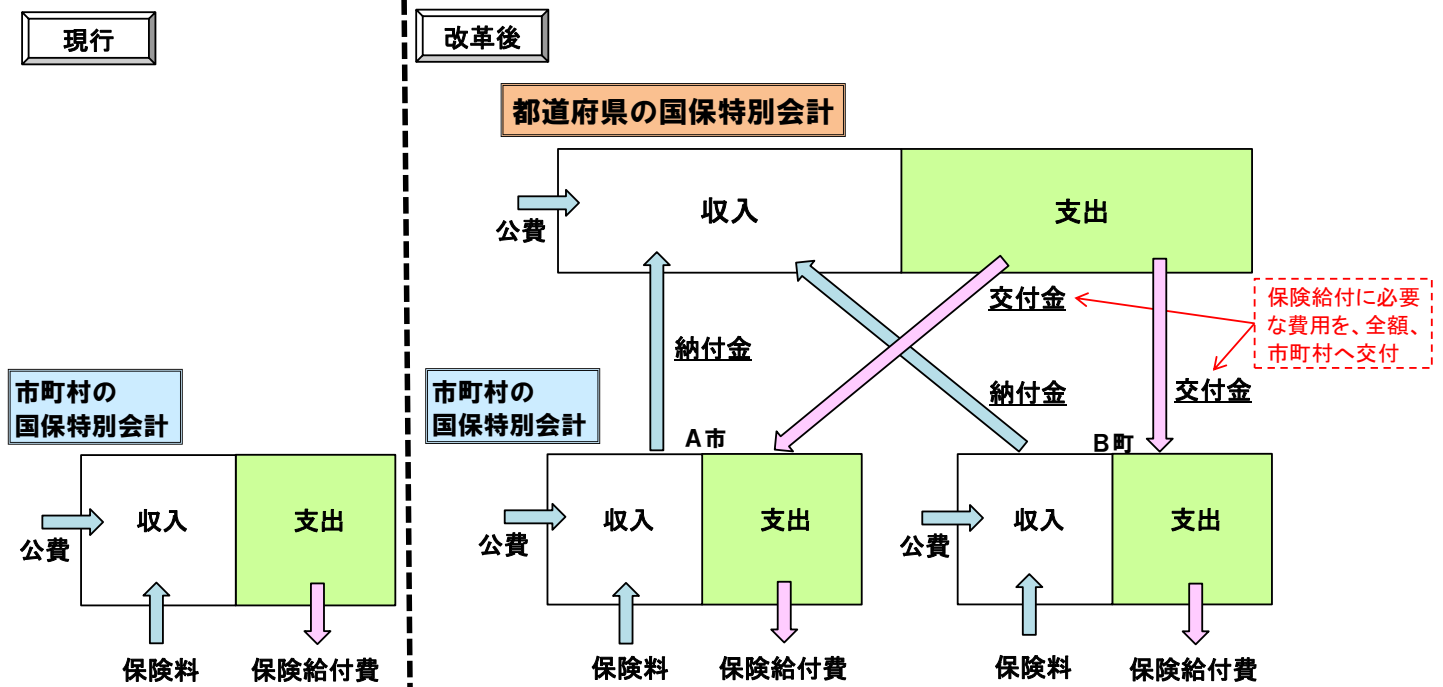 現行
改革後
都道府県の国保特別会計
収入
支出
公費
交付金
保険給付に必要
な費用を、全額、
市町村へ交付
納付金
納付金
交付金
市町村の
国保特別会計
市町村の
国保特別会計
A市
B町
収入
支出
公費
収入
支出
公費
収入
支出
公費
保険料
保険給付費
保険料
保険給付費
保険料
保険給付費